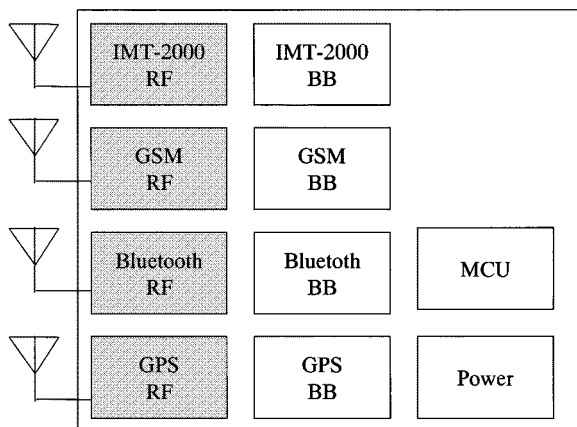 IMT-2000
RF
IMT-2000
BB
GSM
RF
GSM
BB
Bluetooth
RF
Bluetoth
BB
MCU
GPS
RF
GPS
BB
Power